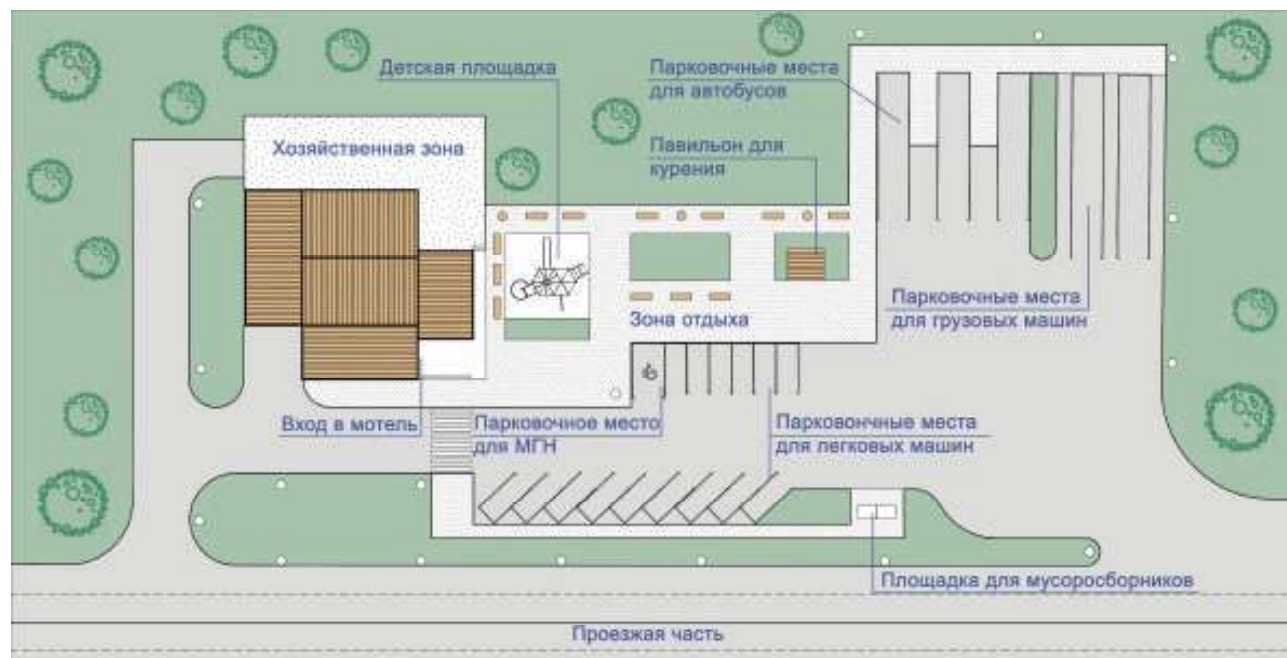 Детская площадка
Парковочные места
для автобусов
Хозяйственная зона
Павильон для
курения
Парковочные места
для грузовых машин
Зона отдыха
Вход в мотель
Парковочное место
для МГН
Парковончные места
для легковых машин
Площадка для мусоросборников
Проезжая часть